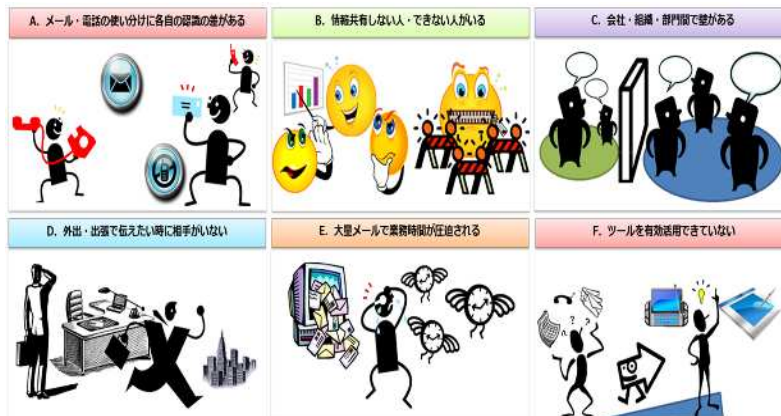 A. メール・電話の使い分けに各自の認識の差がある
B. 情報共有しない人・できない人がいる
C. 会社・組織・部門間で壁がある
D. 外出・出張で伝えたい時に相手がいない
E. 大量メールで業務時間が圧迫される
F. ツールを有効活用できていない